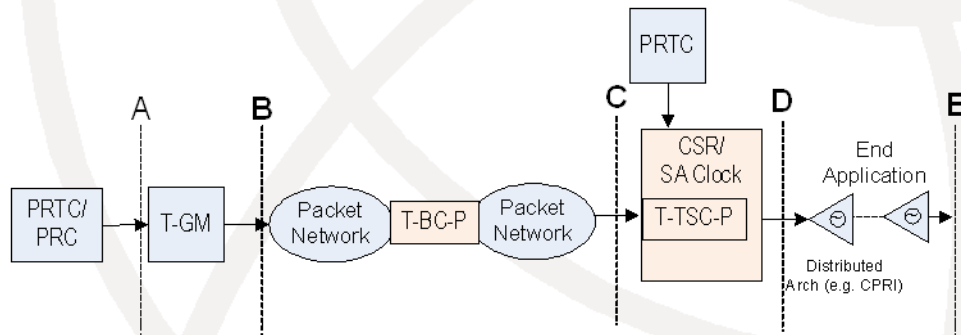 PRTC
A
B
C
D
E
PRTC/
PRC
T-GM
Packet
Network
T-BC-P
Packet
Network
CSR/
SA Clock
T-TSC-P
End
Application
Distributed
Arch (e.g. CPRI)